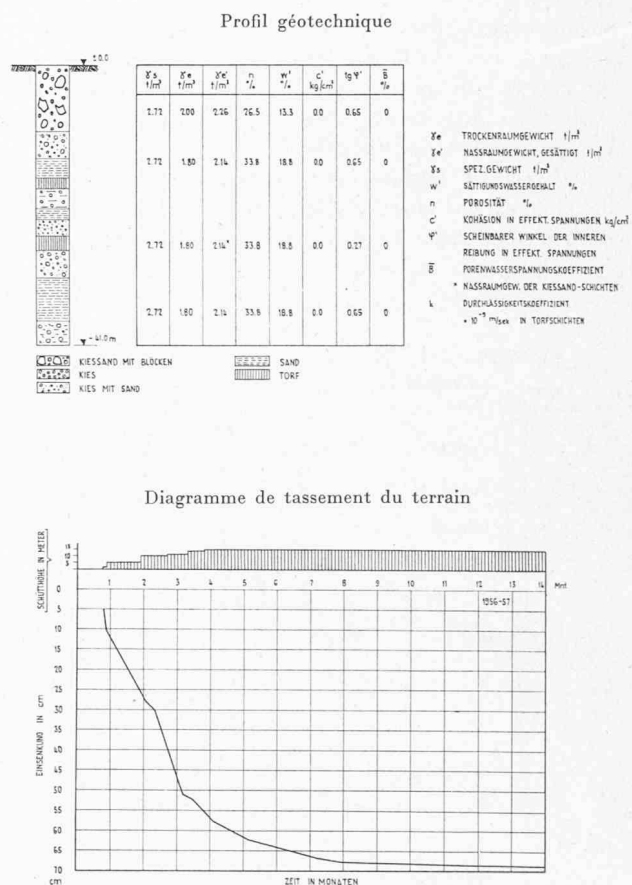 Profil géotechnique
± 0.0
γs t/m³ γe t/m³ γe' t/m³ n % w' % c' kg/cm² tg φ' B̄ %
2.72 2.00 2.26 26.5 13.3 0.0 0.65 0
2.72 1.80 2.14 33.8 18.8 0.0 0.65 0
2.72 1.80 2.14* 33.8 18.8 0.0 0.27 0
2.72 1.80 2.14 33.8 18.8 0.0 0.65 0
- 41.0 m
γe TROCKENRAUMGEWICHT t/m³
γe' NASSRAUMGEWICHT, GESÄTTIGT t/m³
γs SPEZ. GEWICHT t/m³
w' SÄTTIGUNGSWASSERGEHALT %
n POROSITÄT %
c' KOHÄSION IN EFFEKT. SPANNUNGEN kg/cm²
φ' SCHEINBARER WINKEL DER INNEREN
REIBUNG IN EFFEKT. SPANNUNGEN
B̄ PORENWASSERSPANNUNGSKOEFFIZIENT
* NASSRAUMGEW. DER KIESSAND-SCHICHTEN
k DURCHLÄSSIGKEITSKOEFFIZIENT
m/sek IN TORFSCHICHTEN
KIESSAND MIT BLOCKEN
KIES
KIES MIT SAND
SAND
TORF
Diagramme de tassement du terrain
SCHÜTTHÖHE IN METER
15
10
5
0 1 2 3 4 5 6 7 8 9 10 11 12 13 14 Mnt
1956-57
5
10
15
20
25
30
35
40
45
50
55
60
65
70
EINSENKUNG IN cm
cm
ZEIT IN MONATEN